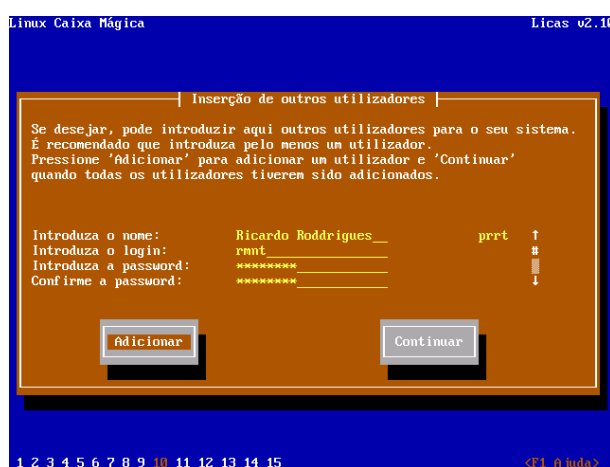 Linux Caixa Mágica Licas v2.10
Inserção de outros utilizadores
Se desejar, pode introduzir aqui outros utilizadores para o seu sistema.
É recomendado que introduza pelo menos um utilizador.
Pressione 'Adicionar' para adicionar um utilizador e 'Continuar'
quando todas os utilizadores tiverem sido adicionados.
Introduza o nome: Ricardo Roddrigues__ prrt ↑
Introduza o login: rmnt #
Introduza a password: ********
Confirme a password: ******** ↓
Adicionar Continuar
1 2 3 4 5 6 7 8 9 10 11 12 13 14 15 <F1 Ajuda>